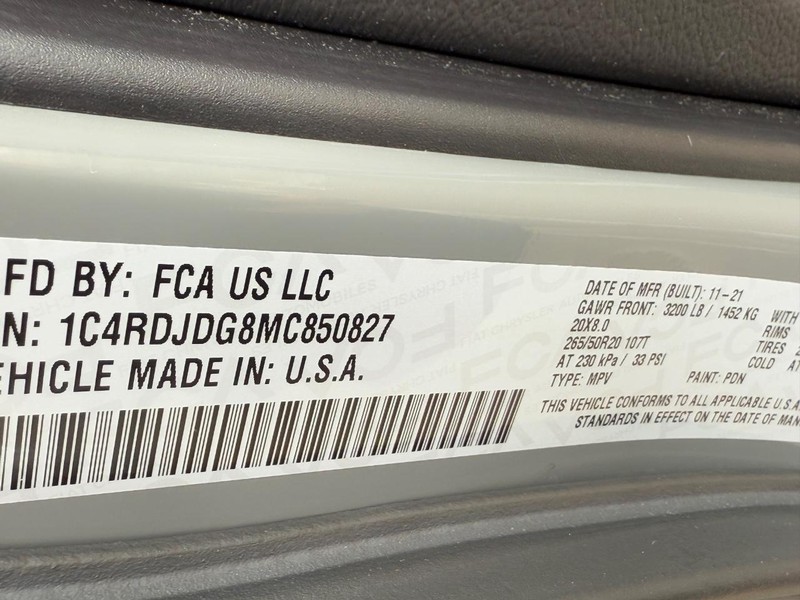 FD BY: FCA US LLC
N: 1C4RDJDG8MC850827
EHICLE MADE IN: U.S.A.
DATE OF MFR (BUILT): 11-21
GAWR FRONT: 3200 LB / 1452 KG WITH
20X8.0 RIMS
265/50R20 107T TIRES
AT 230 kPa / 33 PSI COLD AT
TYPE: MPV PAINT: PDN
THIS VEHICLE CONFORMS TO ALL APPLICABLE U.S.A
STANDARDS IN EFFECT ON THE DATE OF MAN